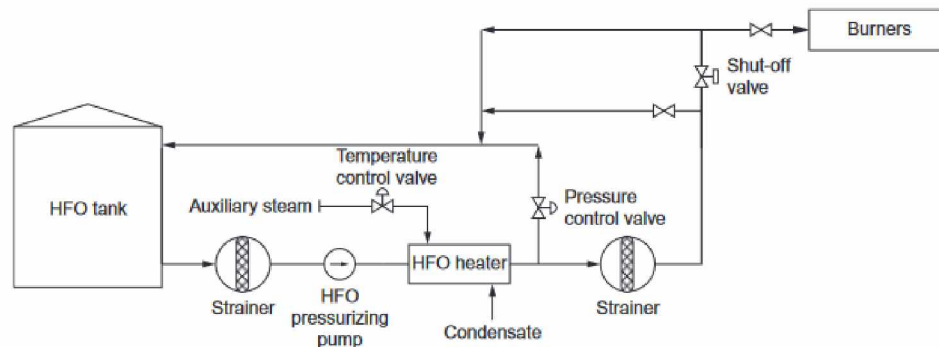 Burners
Shut-off
valve
HFO tank
Temperature
control valve
Auxiliary steam
Pressure
control valve
HFO heater
Strainer
HFO
pressurizing
pump
Condensate
Strainer